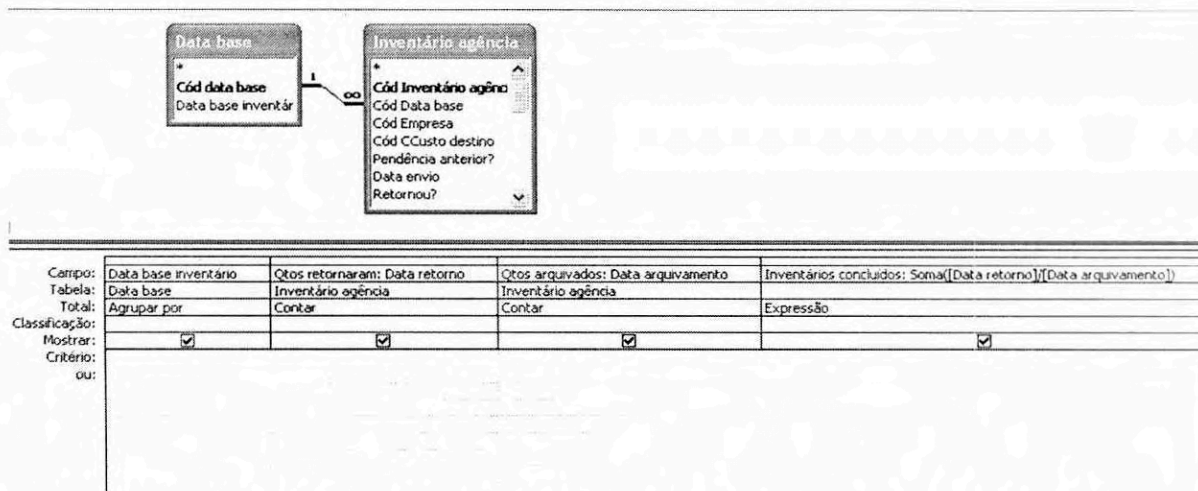 Data base
*
Cód data base
Data base inventár
1
∞
Inventário agência
*
Cód Inventário agênc
Cód Data base
Cód Empresa
Cód CCusto destino
Pendência anterior?
Data envio
Retornou?
Campo: Data base inventário Qtos retornaram: Data retorno Qtos arquivados: Data arquivamento Inventários concluidos: Soma([Data retorno]/[Data arquivamento])
Tabela: Data base Inventário agência Inventário agência
Total: Agrupar por Contar Contar Expressão
Classificação:
Mostrar:
Critério:
ou: